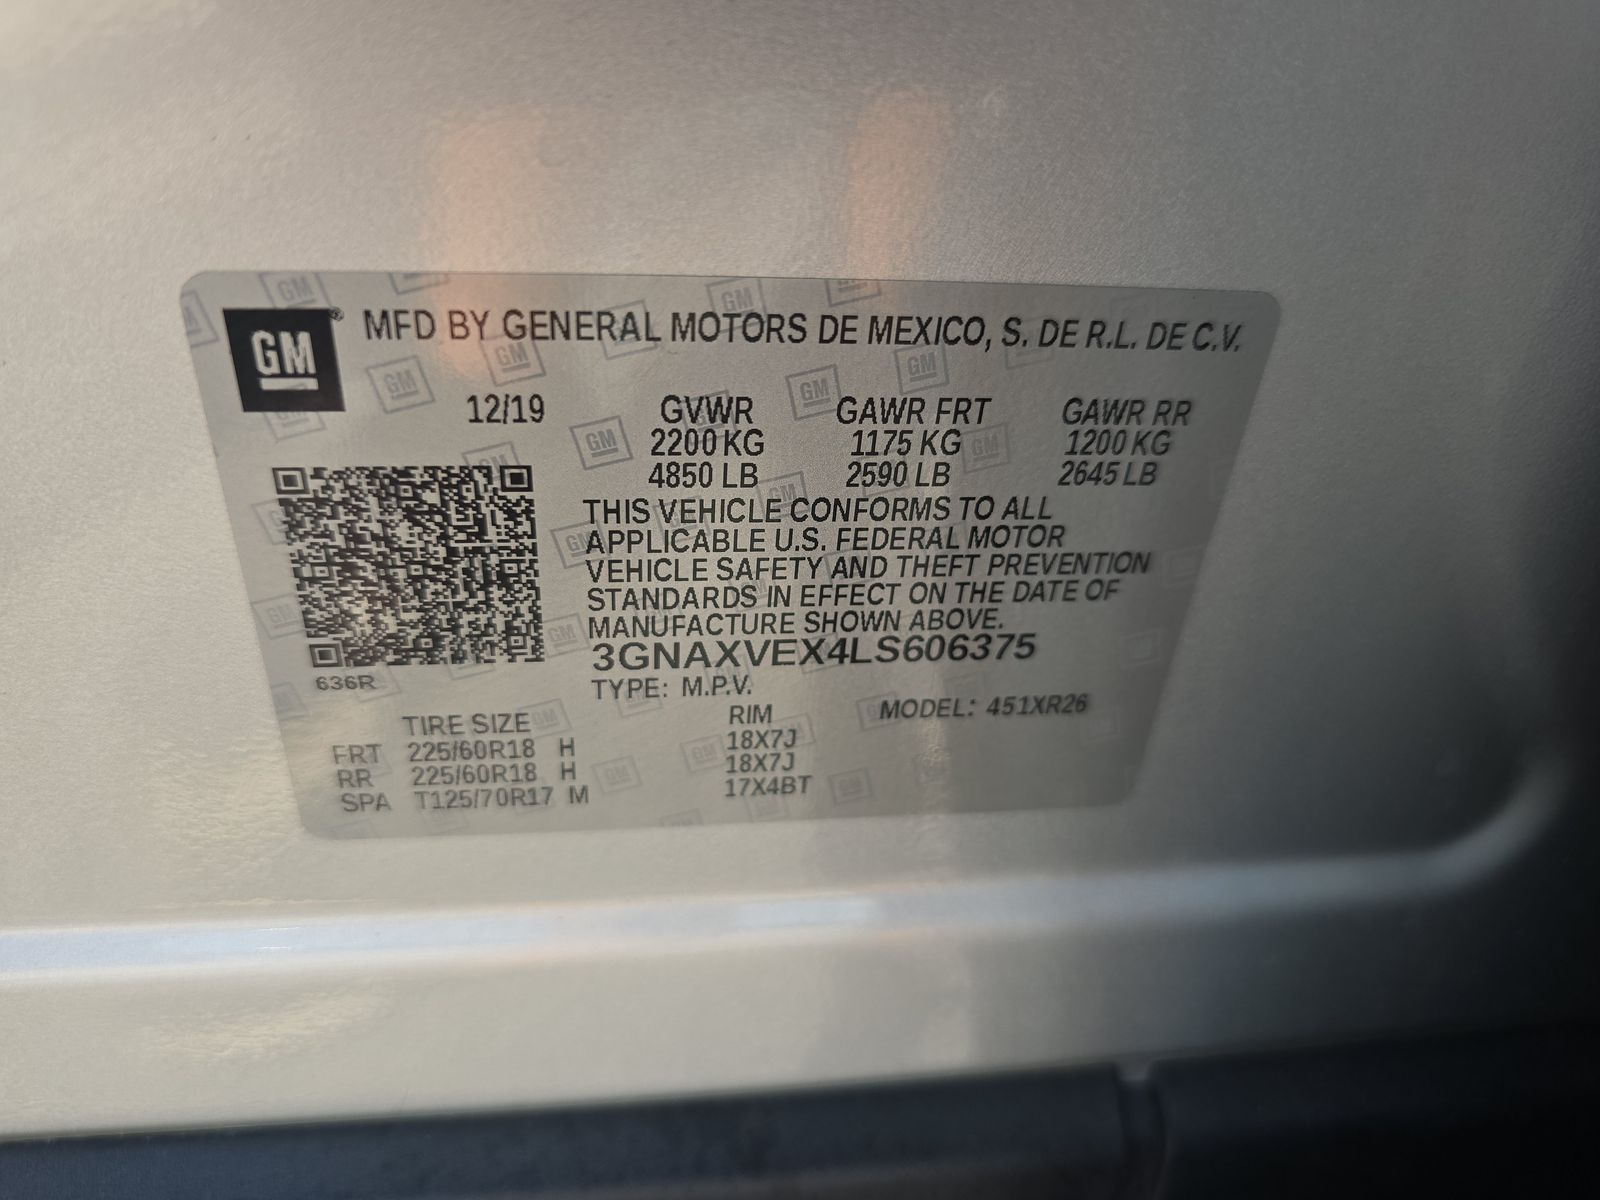 GM ® MFD BY GENERAL MOTORS DE MEXICO, S. DE R.L. DE C.V.
12/19 GVWR GAWR FRT GAWR RR
2200 KG 1175 KG 1200 KG
4850 LB 2590 LB 2645 LB
THIS VEHICLE CONFORMS TO ALL
APPLICABLE U.S. FEDERAL MOTOR
VEHICLE SAFETY AND THEFT PREVENTION
STANDARDS IN EFFECT ON THE DATE OF
MANUFACTURE SHOWN ABOVE.
3GNAXVEX4LS606375
636R
TYPE: M.P.V.
MODEL: 451XR26
TIRE SIZE RIM
FRT 225/60R18 H 18X7J
RR 225/60R18 H 18X7J
SPA T125/70R17 M 17X4BT